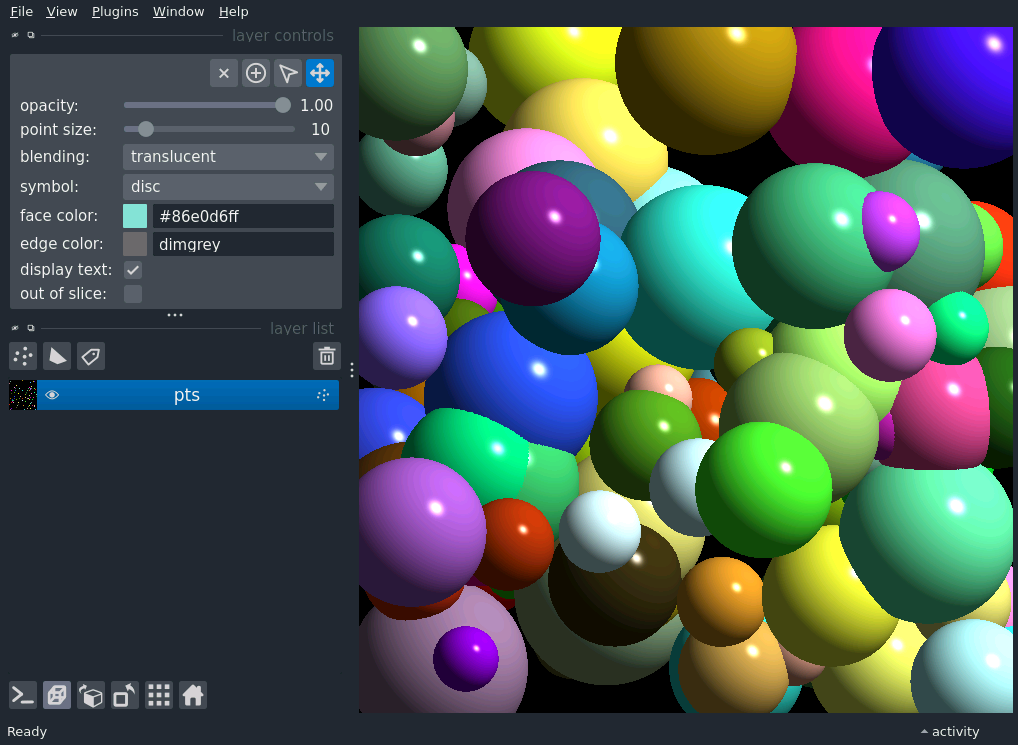 File View Plugins Window Help
layer controls
opacity: 1.00
point size: 10
blending: translucent
symbol: disc
face color: #86e0d6ff
edge color: dimgrey
display text:
out of slice:
layer list
pts
Ready
activity